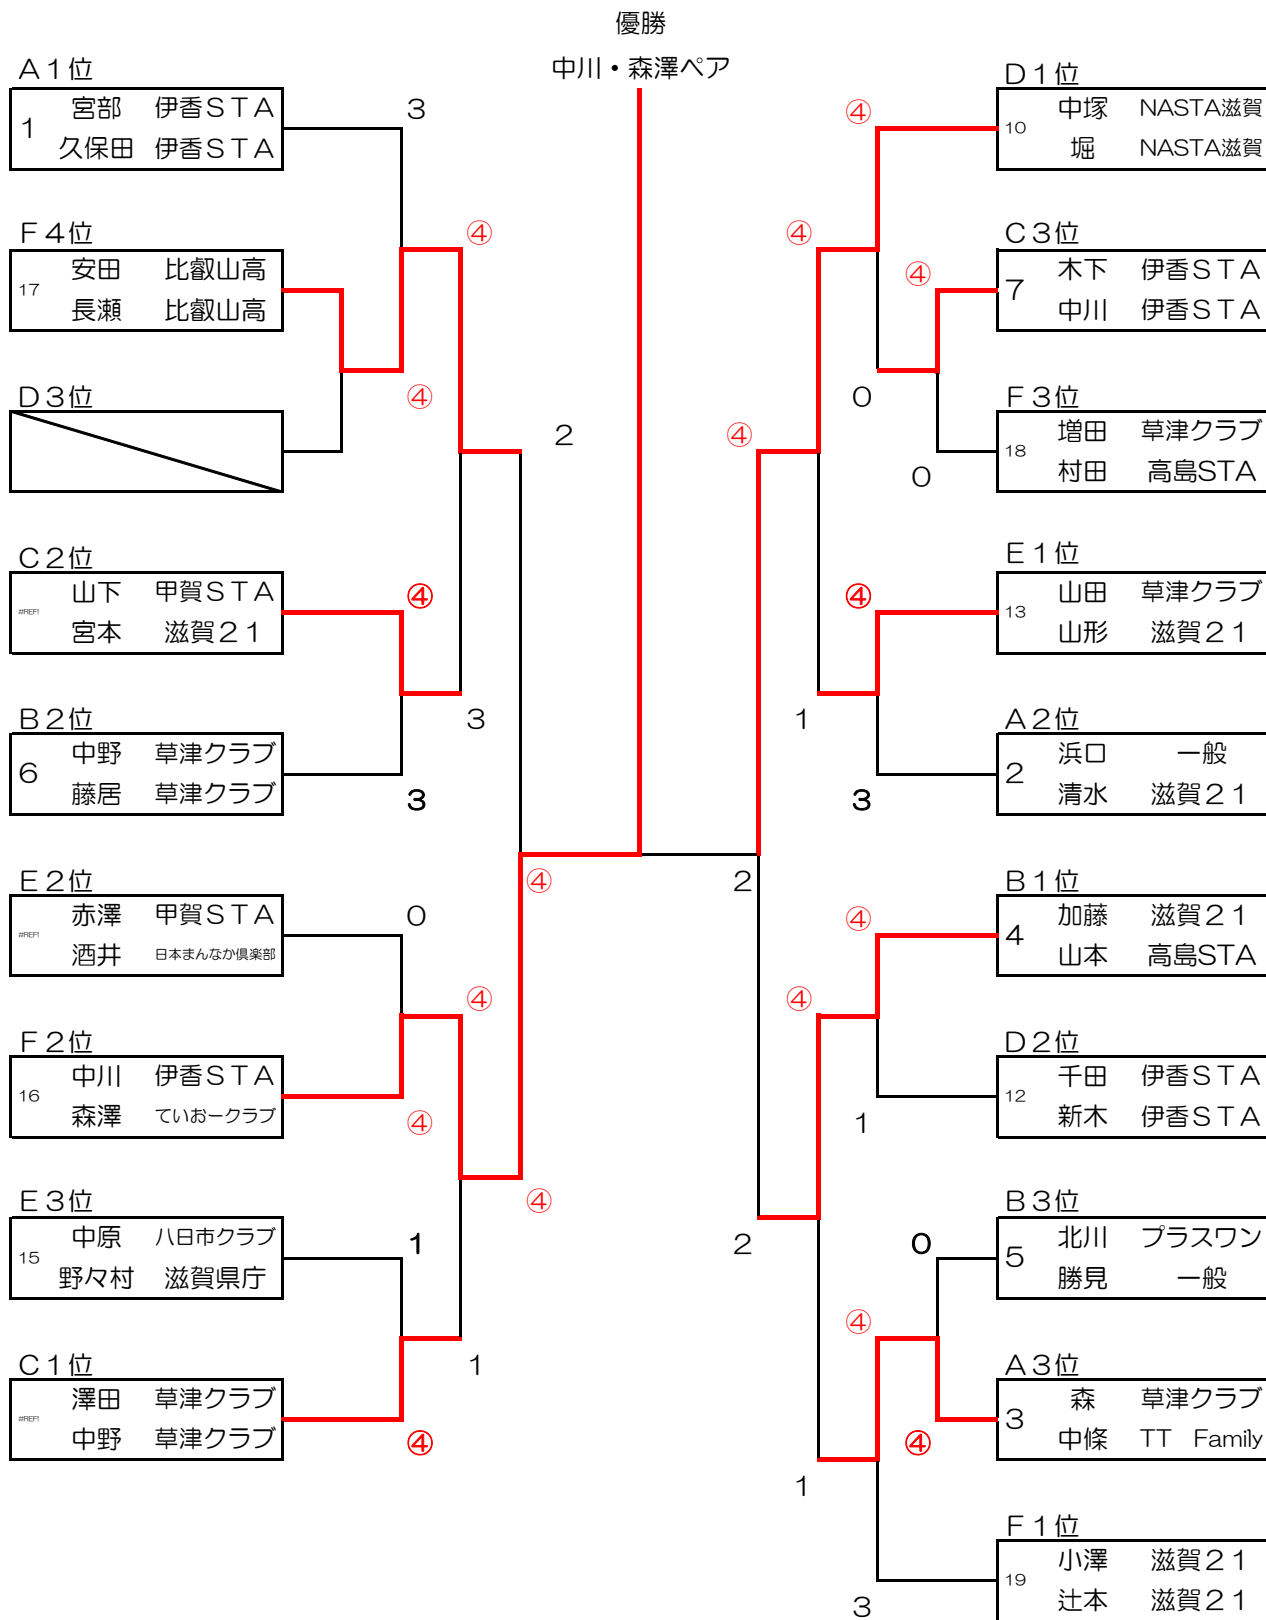 優勝
中川・森澤ペア
A1位
1
宮部 伊香STA
久保田 伊香STA
3
F4位
17
安田 比叡山高
長瀬 比叡山高
④
D3位
④
2
C2位
#REF!
山下 甲賀STA
宮本 滋賀21
④
B2位
6
中野 草津クラブ
藤居 草津クラブ
3
3
E2位
#REF!
赤澤 甲賀STA
酒井 日本まんなか倶楽部
0
④
F2位
16
中川 伊香STA
森澤 ていおークラブ
④
④
E3位
15
中原 八日市クラブ
野々村 滋賀県庁
1
④
C1位
#REF!
澤田 草津クラブ
中野 草津クラブ
1
④
D1位
10
中塚 NASTA滋賀
堀 NASTA滋賀
④
C3位
7
木下 伊香STA
中川 伊香STA
④
④
F3位
18
増田 草津クラブ
村田 高島STA
0
0
④
E1位
13
山田 草津クラブ
山形 滋賀21
④
A2位
2
浜口 一般
清水 滋賀21
1
3
B1位
4
加藤 滋賀21
山本 高島STA
2
④
D2位
12
千田 伊香STA
新木 伊香STA
④
1
B3位
5
北川 プラスワン
勝見 一般
2
0
A3位
3
森 草津クラブ
中條 TT Family
④
④
1
F1位
19
小澤 滋賀21
辻本 滋賀21
3